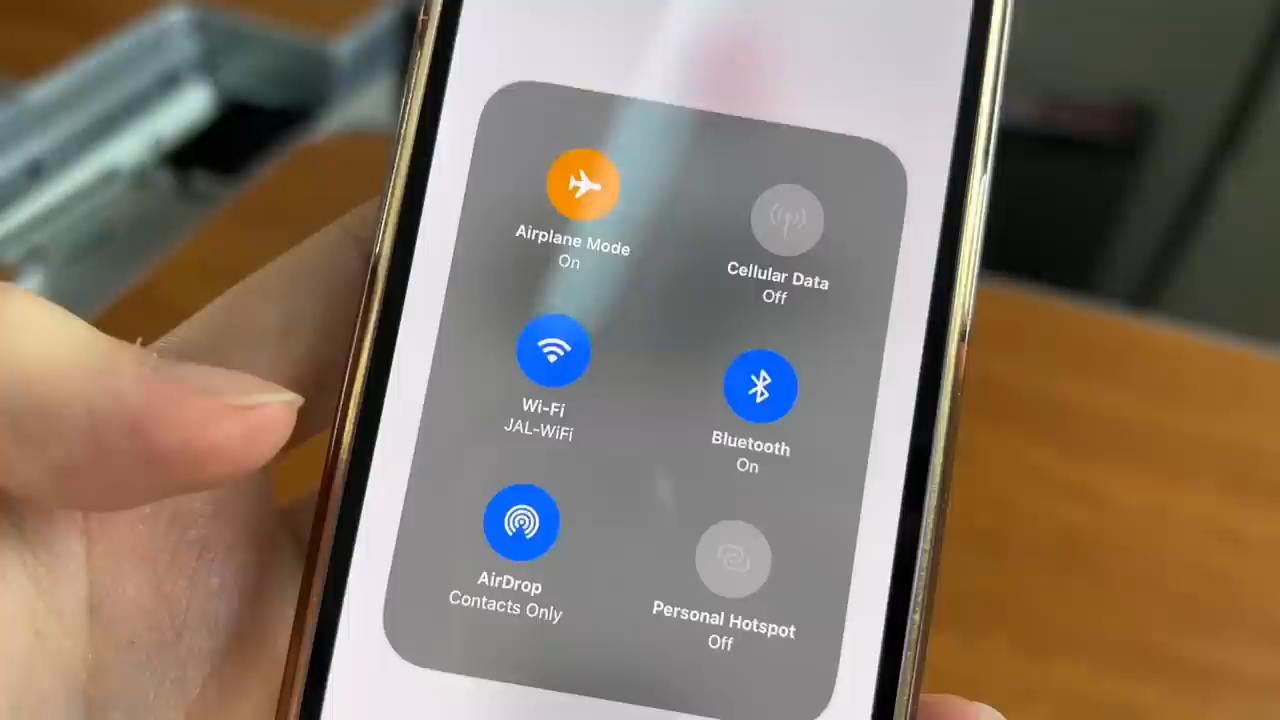 Airplane Mode
On
Cellular Data
Off
Wi-Fi
JAL-WiFi
Bluetooth
On
AirDrop
Contacts Only
Personal Hotspot
Off